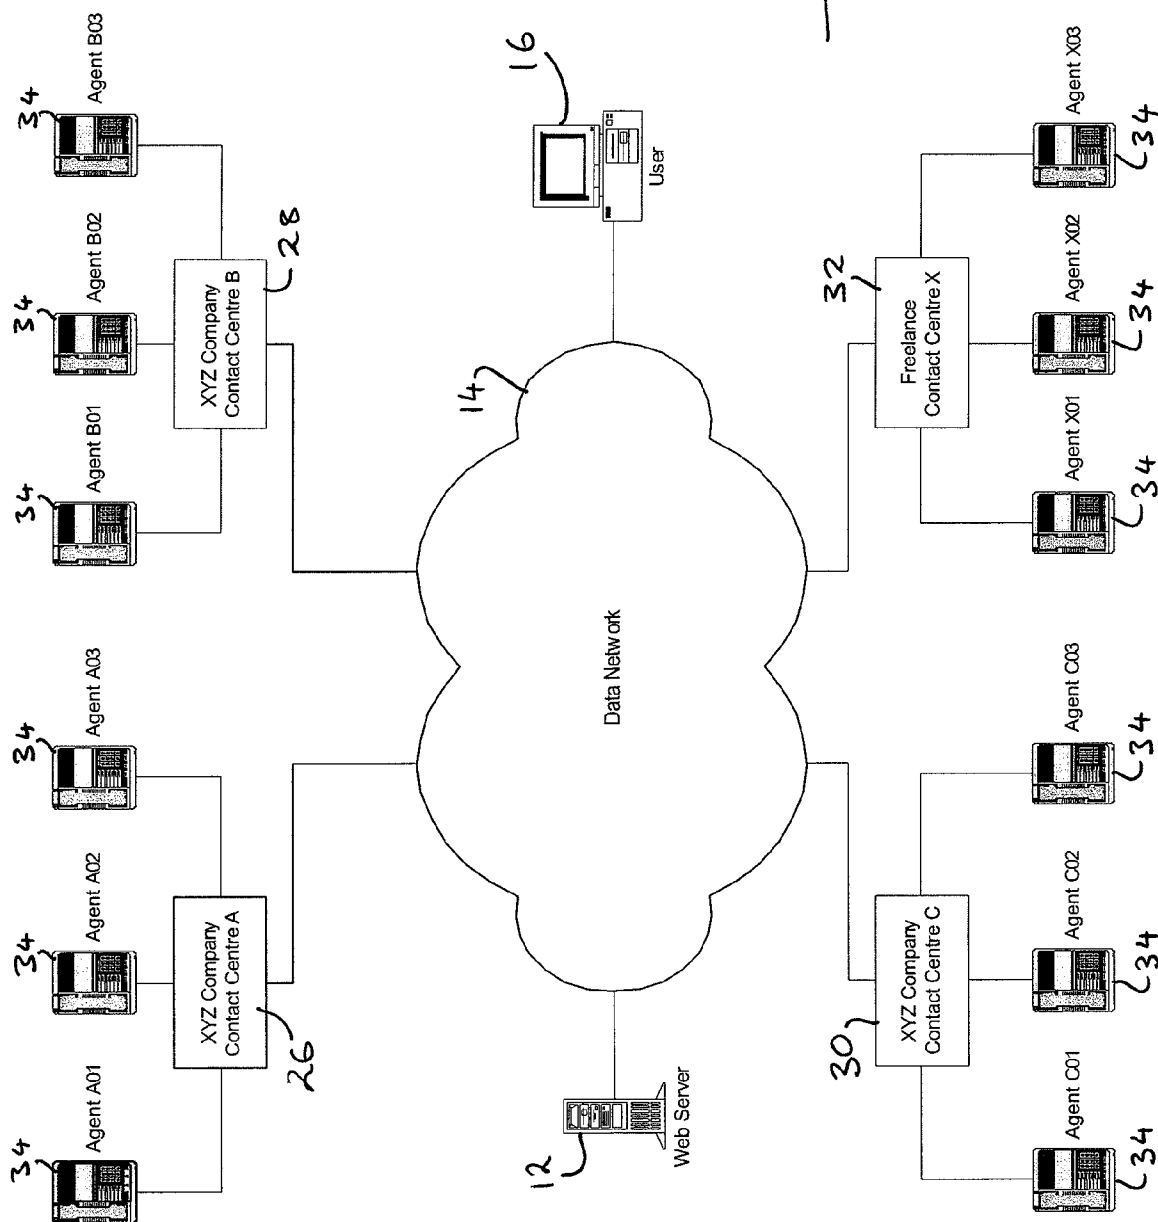 34 34 34 34 34 34
Agent A01 Agent A02 Agent A03 Agent B01 Agent B02 Agent B03
XYZ Company
Contact Centre A
XYZ Company
Contact Centre B
26
28
14
12
16
Data Network
Web Server
User
30
32
XYZ Company
Contact Centre C
Freelance
Contact Centre X
Agent C01 Agent C02 Agent C03 Agent X01 Agent X02 Agent X03
34 34 34 34 34 34